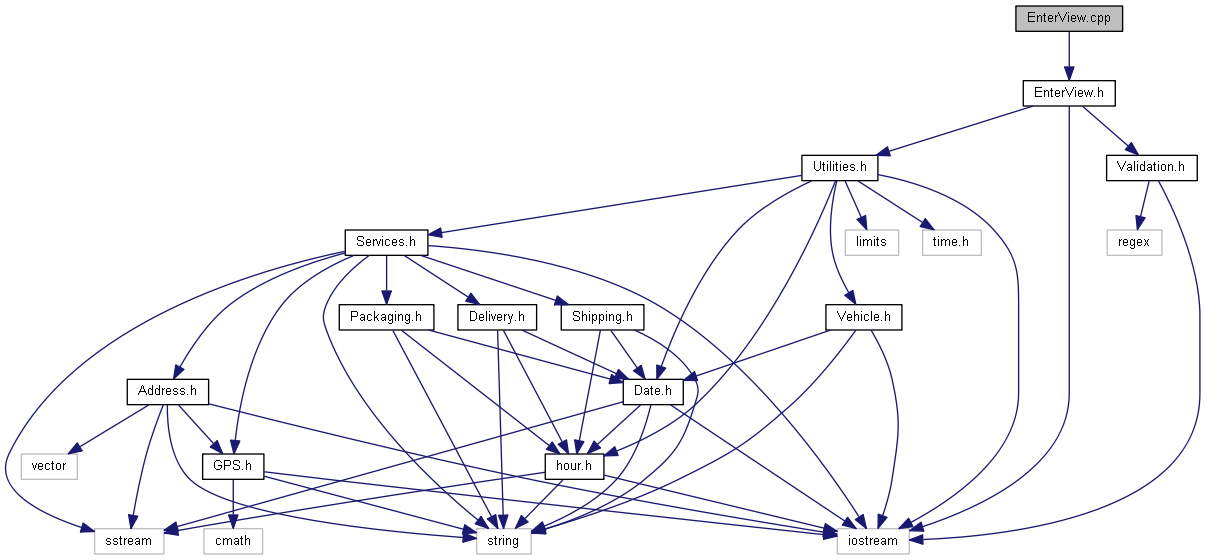 EnterView.cpp
EnterView.h
Utilities.h
Validation.h
Services.h
limits
time.h
regex
Packaging.h
Delivery.h
Shipping.h
Vehicle.h
Address.h
Date.h
vector
GPS.h
hour.h
sstream
cmath
string
iostream